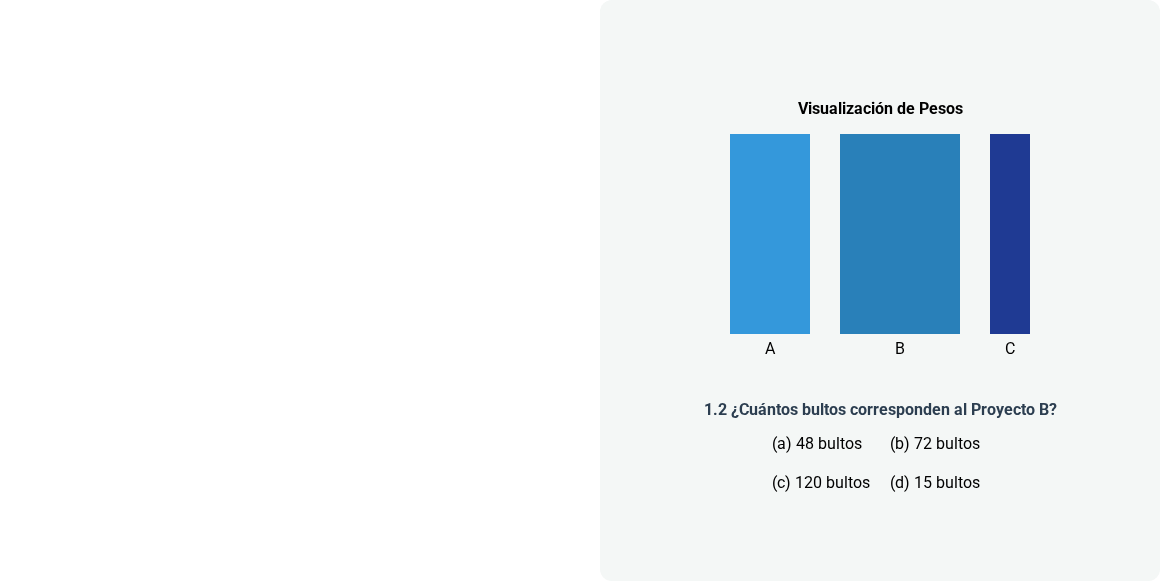 Visualización de Pesos
A B C
1.2 ¿Cuántos bultos corresponden al Proyecto B?
(a) 48 bultos (b) 72 bultos
(c) 120 bultos (d) 15 bultos